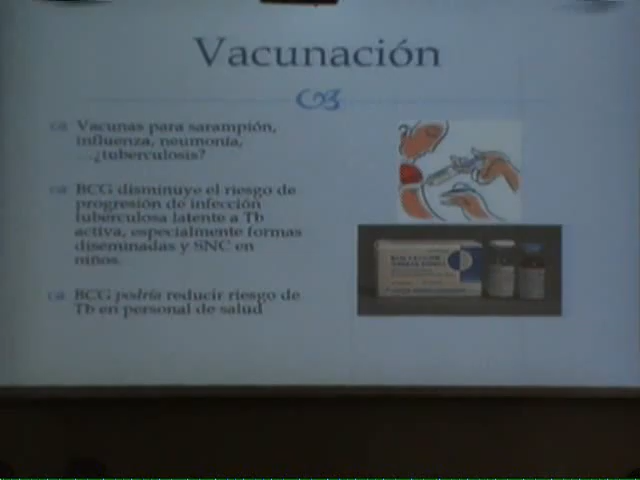 Vacunación
Vacunas para sarampión,
influenza, neumonía,
...¿tuberculosis?
BCG disminuye el riesgo de
progresión de infección
tuberculosa latente a Tb
activa, especialmente formas
diseminadas y SNC en
niños.
BCG podría reducir riesgo de
Tb en personal de salud